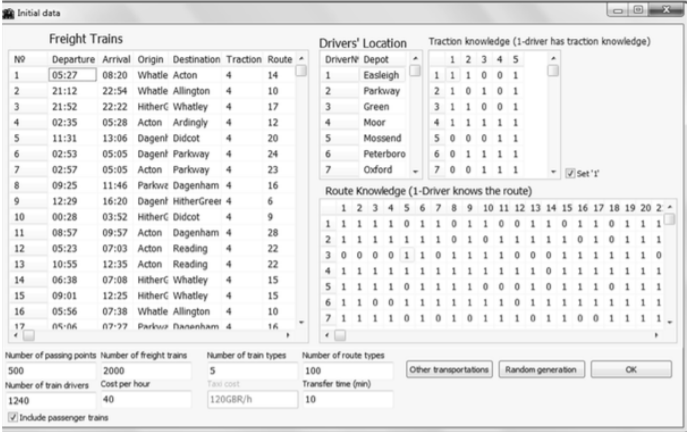 Initial data
Freight Trains
№ Departure Arrival Origin Destination Traction Route
1 05:27 08:20 Whatle Acton 4 14
2 21:12 22:54 Whatle Allington 4 10
3 21:52 22:22 HitherG Whatley 4 17
4 02:35 05:28 Acton Ardingly 4 12
5 11:31 13:06 Dagenh Didcot 4 20
6 02:53 05:05 Dagenh Parkway 4 24
7 02:57 05:05 Acton Parkway 4 23
8 09:25 11:46 Parkwa Dagenham 4 16
9 12:29 16:20 Dagenh HitherGreer 4 6
10 00:28 03:52 HitherG Didcot 4 9
11 08:57 09:57 Acton Dagenham 4 28
12 05:23 07:03 Acton Reading 4 22
13 10:55 12:35 Acton Reading 4 22
14 06:38 07:08 HitherG Whatley 4 15
15 09:01 12:25 HitherG Whatley 4 15
16 05:56 07:38 Whatle Allington 4 10
17 05:06 07:27 Parkwa Dagenham 4 16
Drivers' Location
Driver№ Depot
1 Easleigh
2 Parkway
3 Green
4 Moor
5 Mossend
6 Peterboro
7 Oxford
Traction knowledge (1-driver has traction knowledge)
1 2 3 4 5
1 1 1 0 0 1
2 1 0 1 0 1
3 1 1 0 0 1
4 1 1 1 1 1
5 0 0 0 1 1
6 0 1 1 1 1
7 0 1 1 1 1
Set '1'
Route Knowledge (1-Driver knows the route)
1 2 3 4 5 6 7 8 9 10 11 12 13 14 15 16 17 18 19 20 2
1 1 1 1 1 0 1 1 0 1 1 0 0 1 1 0 1 1 1 1 1
2 1 1 1 1 1 1 1 0 1 0 1 1 0 1 1 1 0 1 1 1
3 0 0 0 0 1 1 0 1 1 1 1 1 0 1 1 1 1 1 1 1 0
4 1 1 1 1 1 1 1 1 1 1 1 1 1 0 1 1 1 1 1 1
5 1 1 1 0 1 1 1 1 1 0 0 0 1 0 1 1 0 1 1 1
6 1 1 0 0 1 1 1 1 1 1 1 0 1 1 1 1 1 1 1 1
7 1 1 1 1 1 1 0 1 1 0 1 0 0 1 1 0 1 1 1 1
Number of passing points Number of freight trains Number of train types Number of route types
500 2000 5 100
Other transportations Random generation OK
Number of train drivers Cost per hour Taxi cost Transfer time (min)
1240 40 120GBR/h 10
Include passenger trains